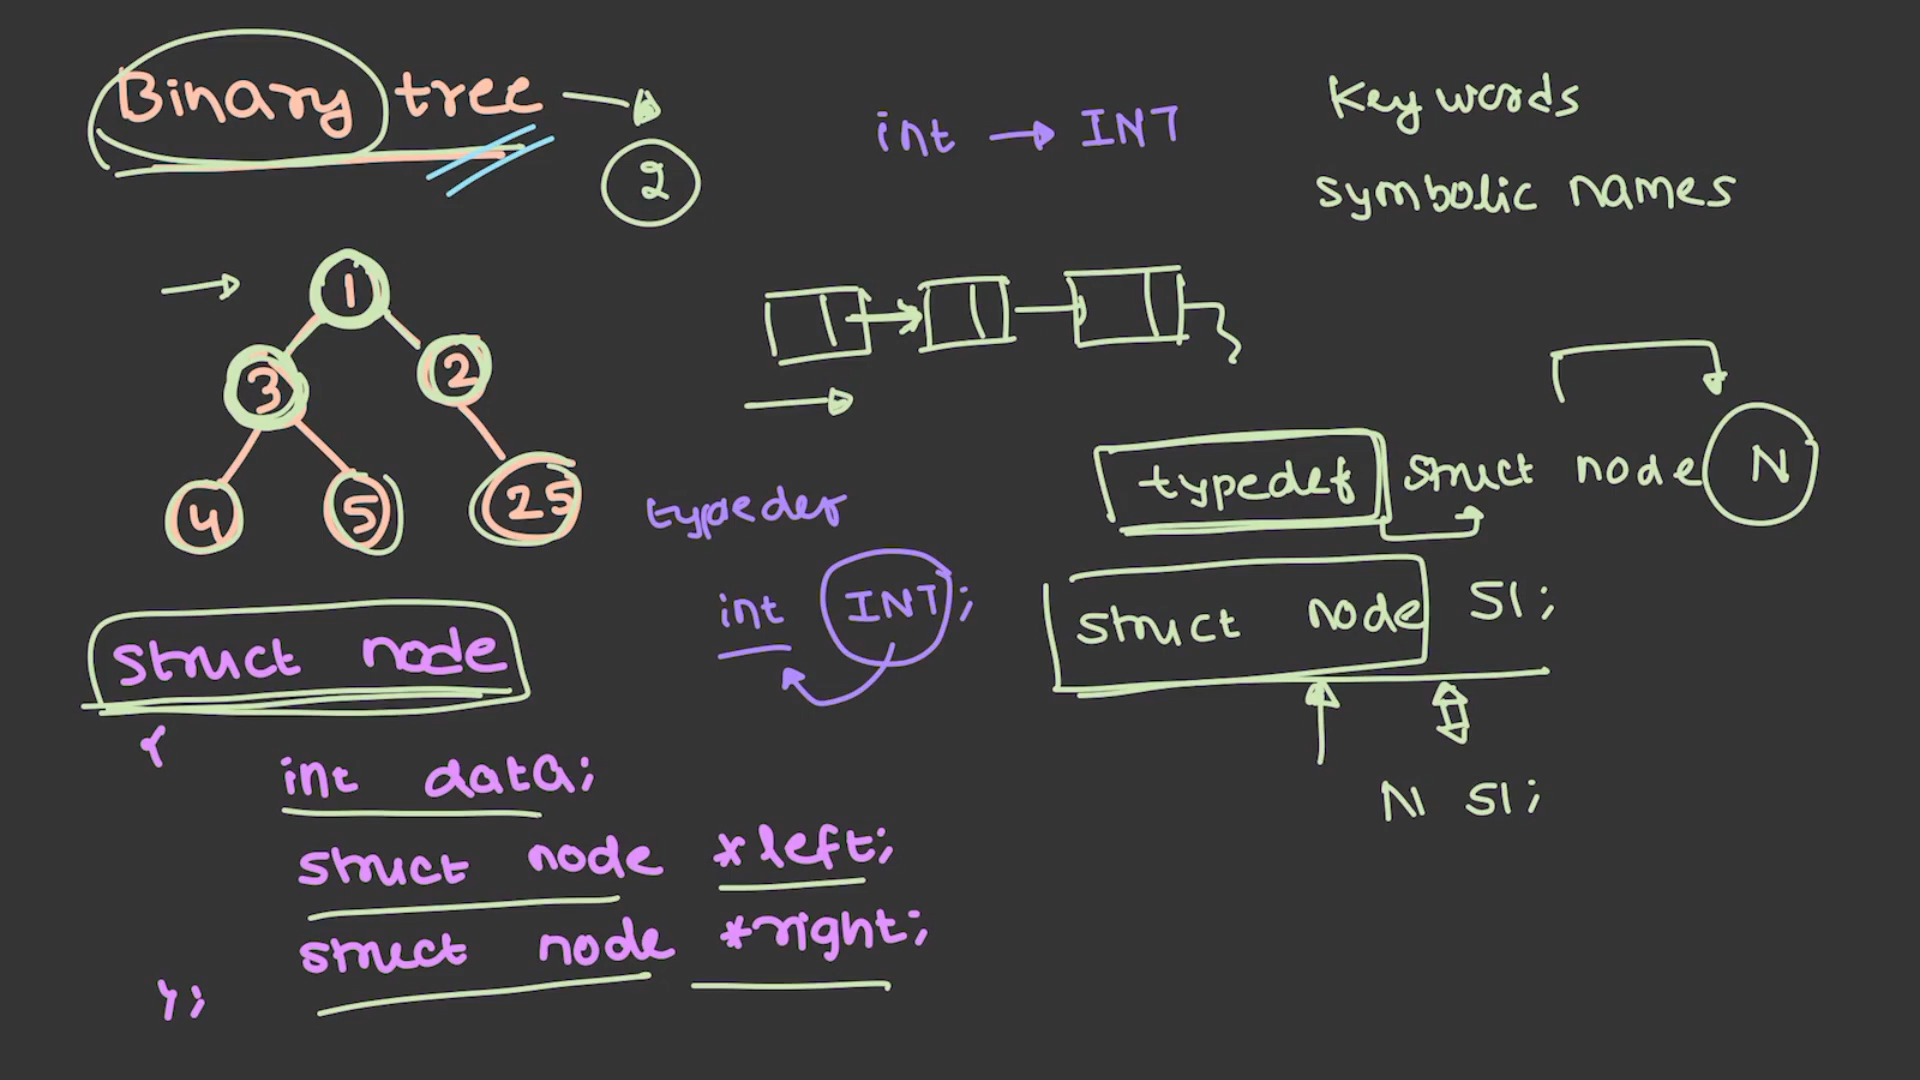 Binary tree
2
int → INT
Keywords
symbolic names
1
3
2
4
5
25
typedef
int INT;
typedef struct node N
struct node S1;
N S1;
struct node
{
int data;
struct node *left;
struct node *right;
};